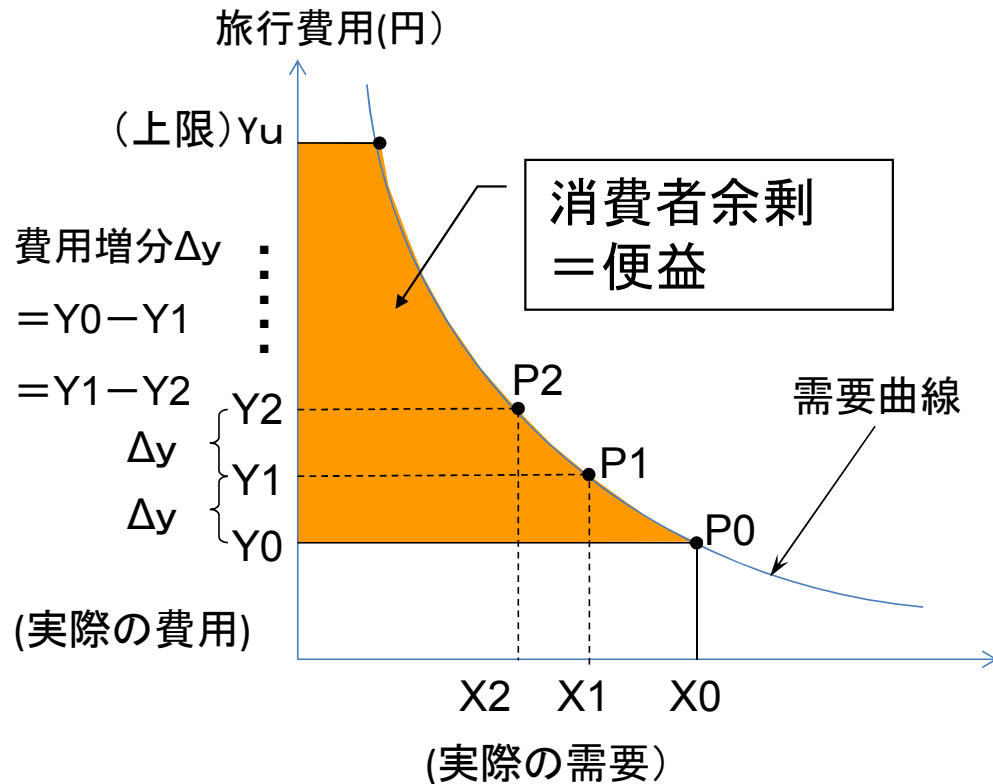 旅行費用(円)
(上限)Yu
消費者余剰
=便益
費用増分Δy
=Y0-Y1
=Y1-Y2
P2
需要曲線
Y2
Δy
P1
Y1
Δy
P0
Y0
(実際の費用)
X2 X1 X0
(実際の需要)